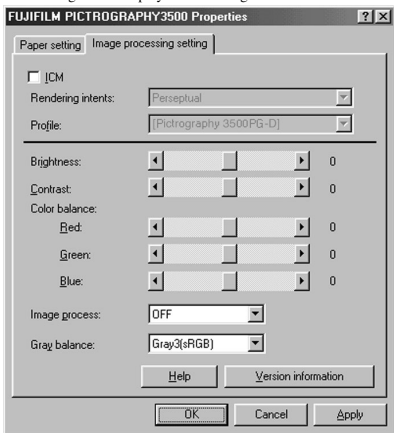 FUJIFILM PICTROGRAPHY3500 Properties
Paper setting Image processing setting
ICM
Rendering intents: Perseptual
Profile: [Pictrography 3500PG-D]
Brightness: 0
Contrast: 0
Color balance:
Red: 0
Green: 0
Blue: 0
Image process: OFF
Gray balance: Gray3(sRGB)
Help Version information
OK Cancel Apply